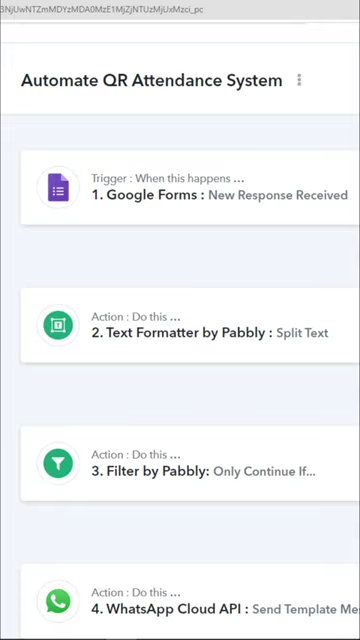 3NjUwNTZmMDYzMDA0MzE1MjZjNTUzMjUxMzci_pc
Automate QR Attendance System
Trigger : When this happens ...
1. Google Forms : New Response Received
Action : Do this ...
2. Text Formatter by Pabbly : Split Text
Action : Do this ...
3. Filter by Pabbly: Only Continue If...
Action : Do this ...
4. WhatsApp Cloud API : Send Template Me